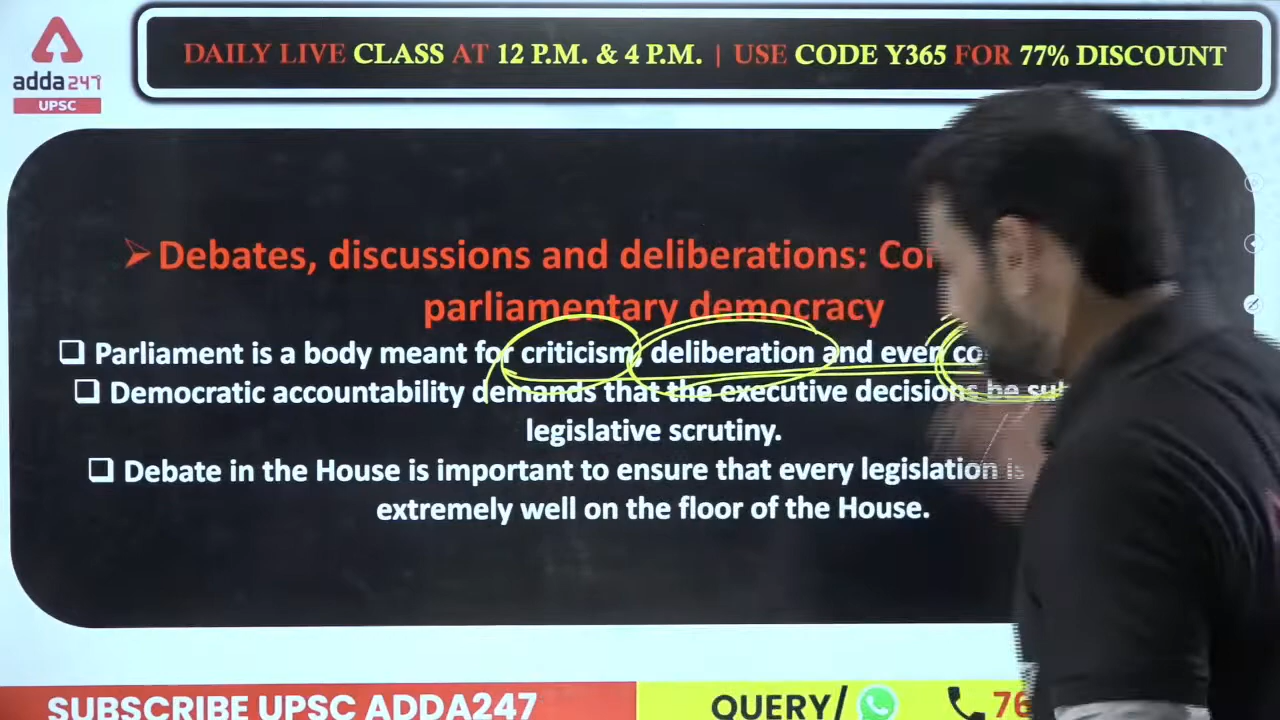 adda247
UPSC
DAILY LIVE CLASS AT 12 P.M. & 4 P.M. | USE CODE Y365 FOR 77% DISCOUNT
➢ Debates, discussions and deliberations:
parliamentary democracy
❑ Parliament is a body meant for criticism, deliberation and even
❑ Democratic accountability demands that the executive decisions be
legislative scrutiny.
❑ Debate in the House is important to ensure that every legislation is
extremely well on the floor of the House.
SUBSCRIBE UPSC ADDA247
QUERY/ 76